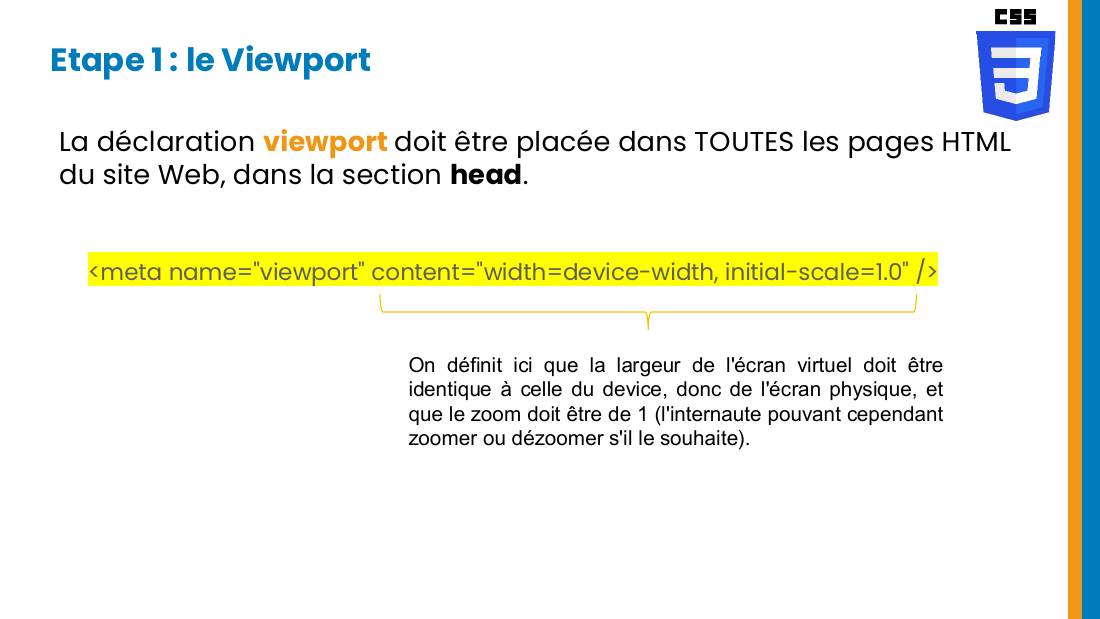 CSS
Etape 1 : le Viewport
La déclaration viewport doit être placée dans TOUTES les pages HTML
du site Web, dans la section head.
<meta name="viewport" content="width=device-width, initial-scale=1.0" />
On définit ici que la largeur de l'écran virtuel doit être
identique à celle du device, donc de l'écran physique, et
que le zoom doit être de 1 (l'internaute pouvant cependant
zoomer ou dézoomer s'il le souhaite).